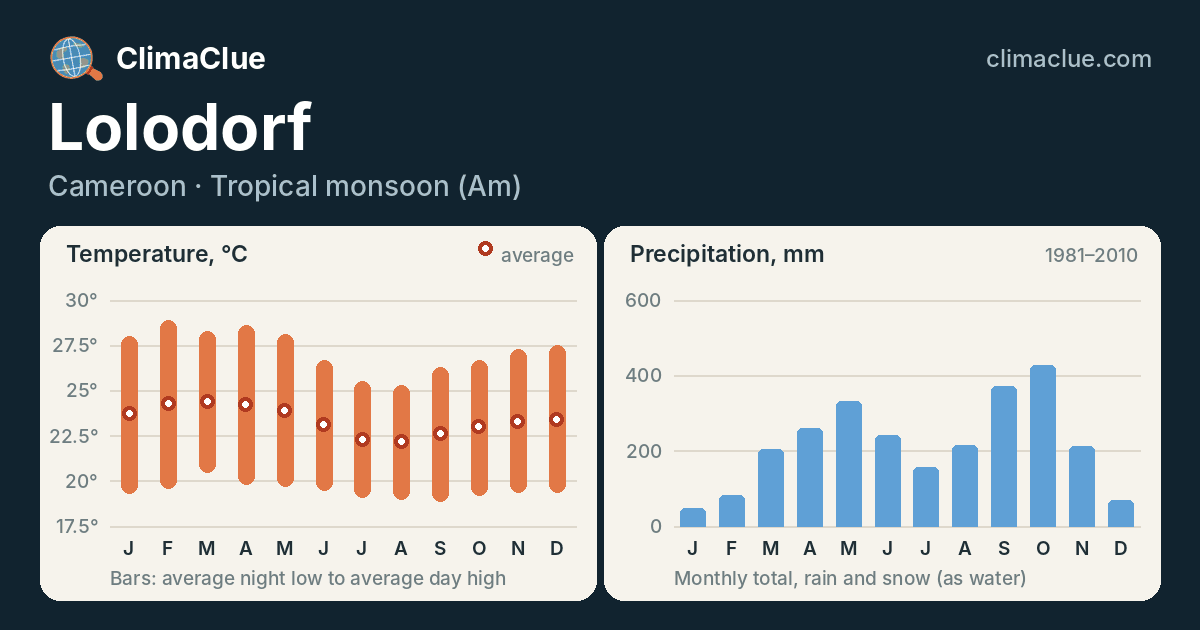 ClimaClue
climaclue.com
Lolodorf
Cameroon · Tropical monsoon (Am)
Temperature, °C
average
30°
27.5°
25°
22.5°
20°
17.5°
J F M A M J J A S O N D
Bars: average night low to average day high
Precipitation, mm
1981–2010
600
400
200
0
J F M A M J J A S O N D
Monthly total, rain and snow (as water)